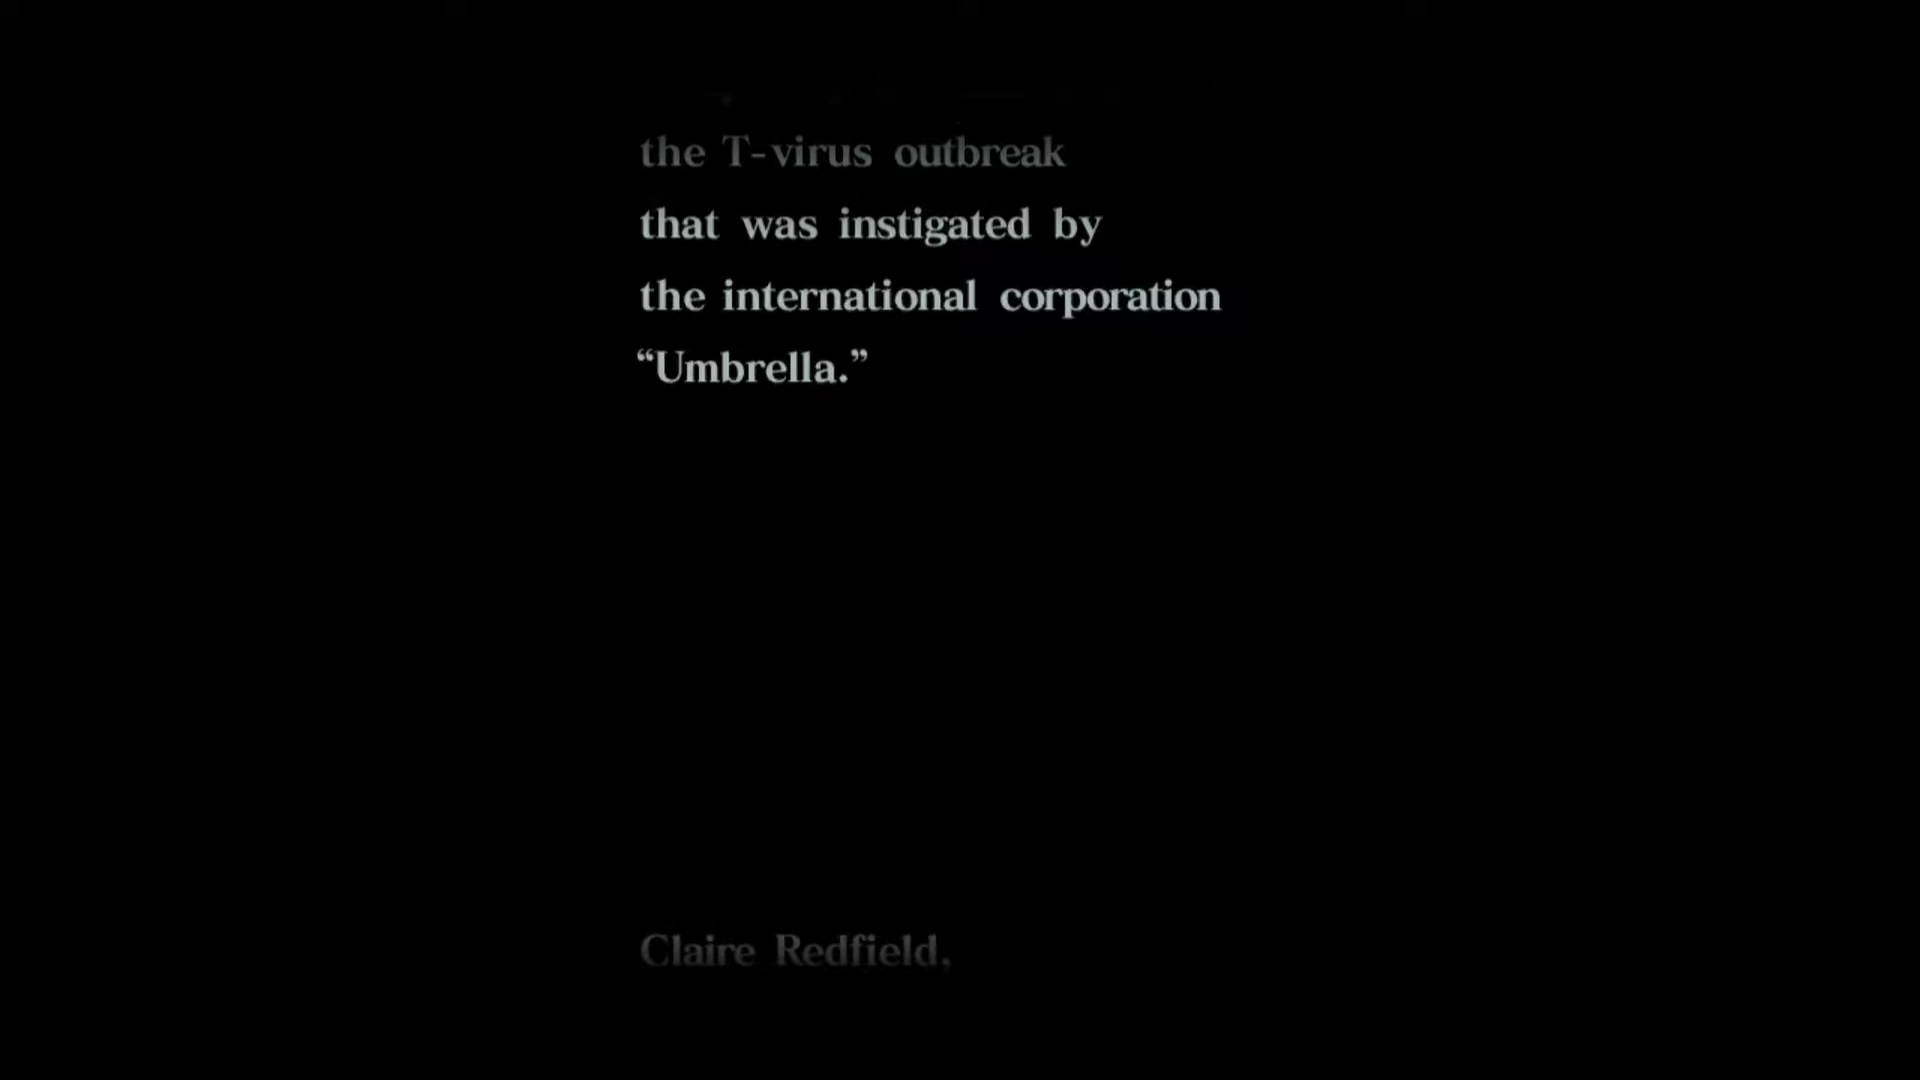 the T-virus outbreak
that was instigated by
the international corporation
“Umbrella.”
Claire Redfield,